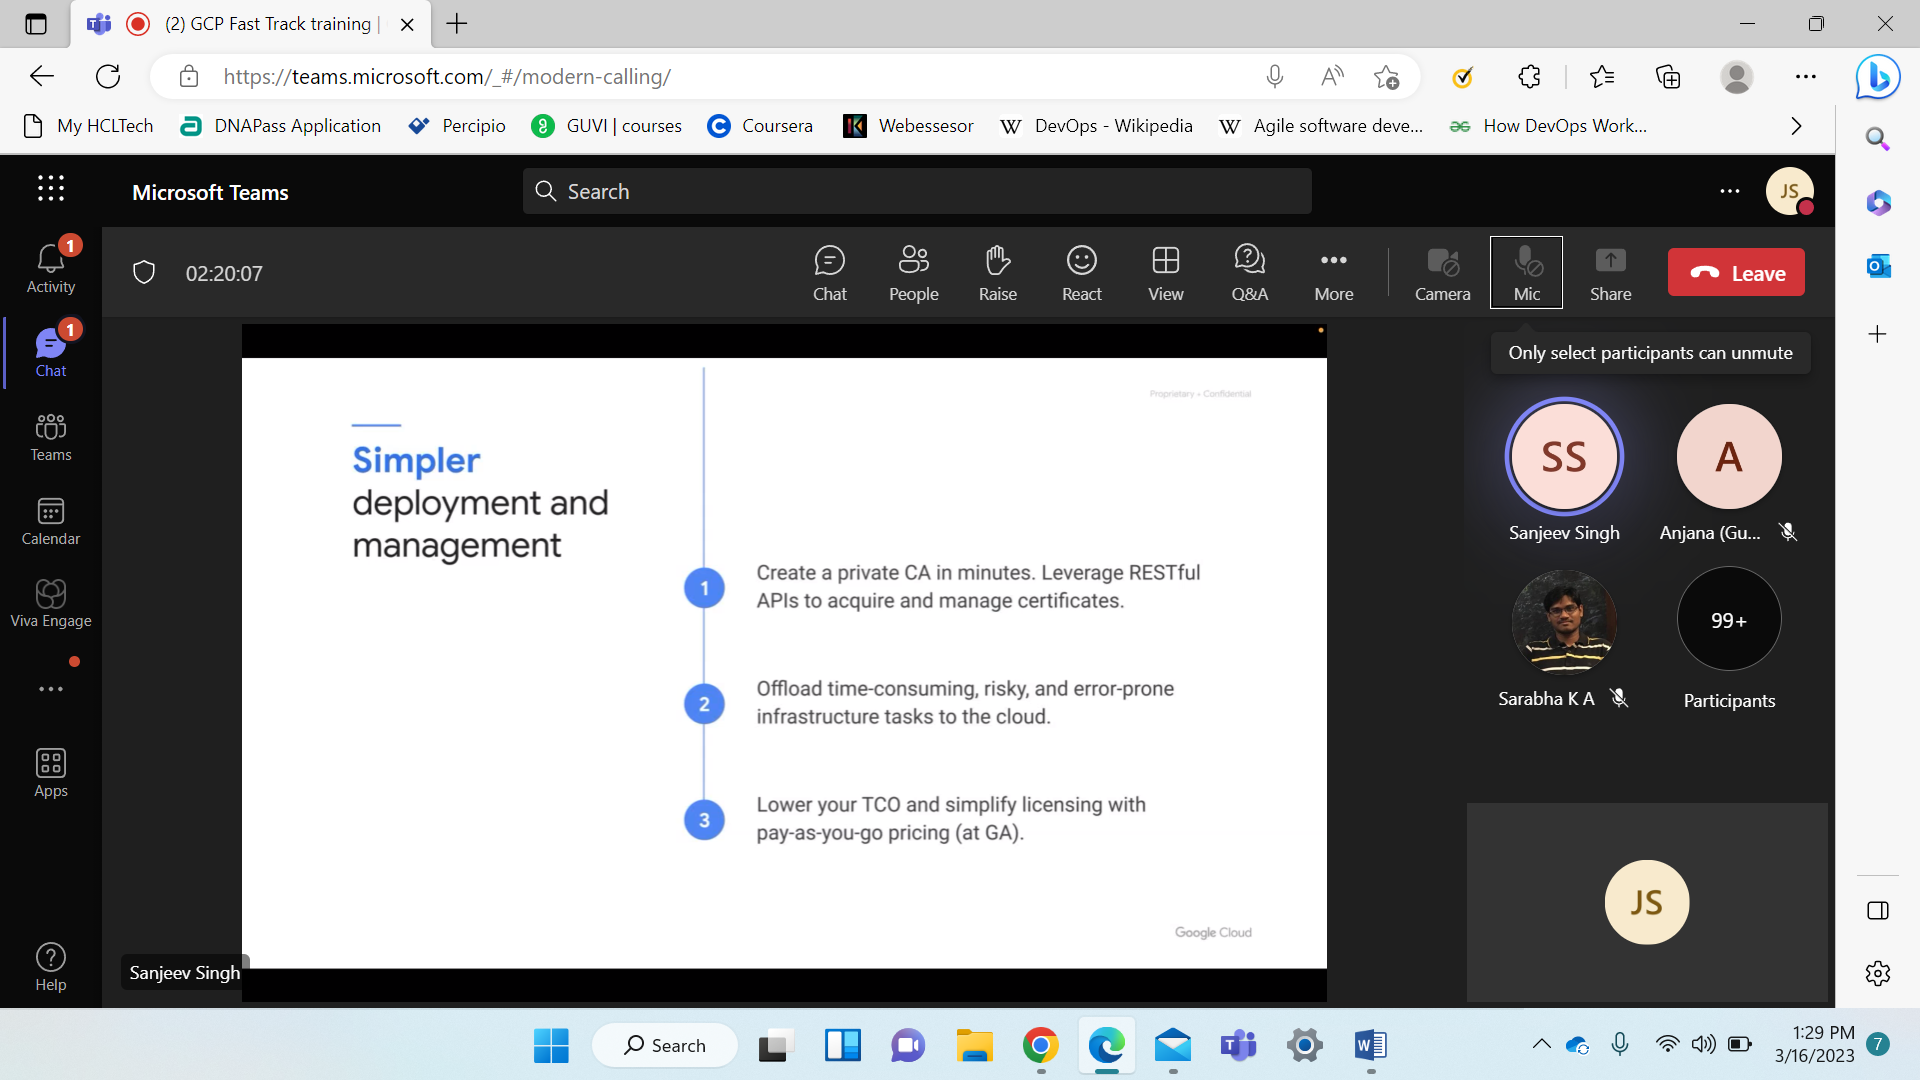 (2) GCP Fast Track training |
https://teams.microsoft.com/_#/modern-calling/
My HCLTech
DNAPass Application
Percipio
GUVI | courses
Coursera
Webessesor
DevOps - Wikipedia
Agile software deve...
How DevOps Work...
Microsoft Teams
Search
JS
1
Activity
1
Chat
Teams
Calendar
Viva Engage
Apps
Help
02:20:07
Chat
People
Raise
React
View
Q&A
More
Camera
Mic
Share
Leave
Only select participants can unmute
Proprietary + Confidential
Simpler
deployment and
management
1
Create a private CA in minutes. Leverage RESTful
APIs to acquire and manage certificates.
2
Offload time-consuming, risky, and error-prone
infrastructure tasks to the cloud.
3
Lower your TCO and simplify licensing with
pay-as-you-go pricing (at GA).
Google Cloud
Sanjeev Singh
SS
Sanjeev Singh
A
Anjana (Gu...
Sarabha K A
99+
Participants
JS
Search
1:29 PM
3/16/2023
7